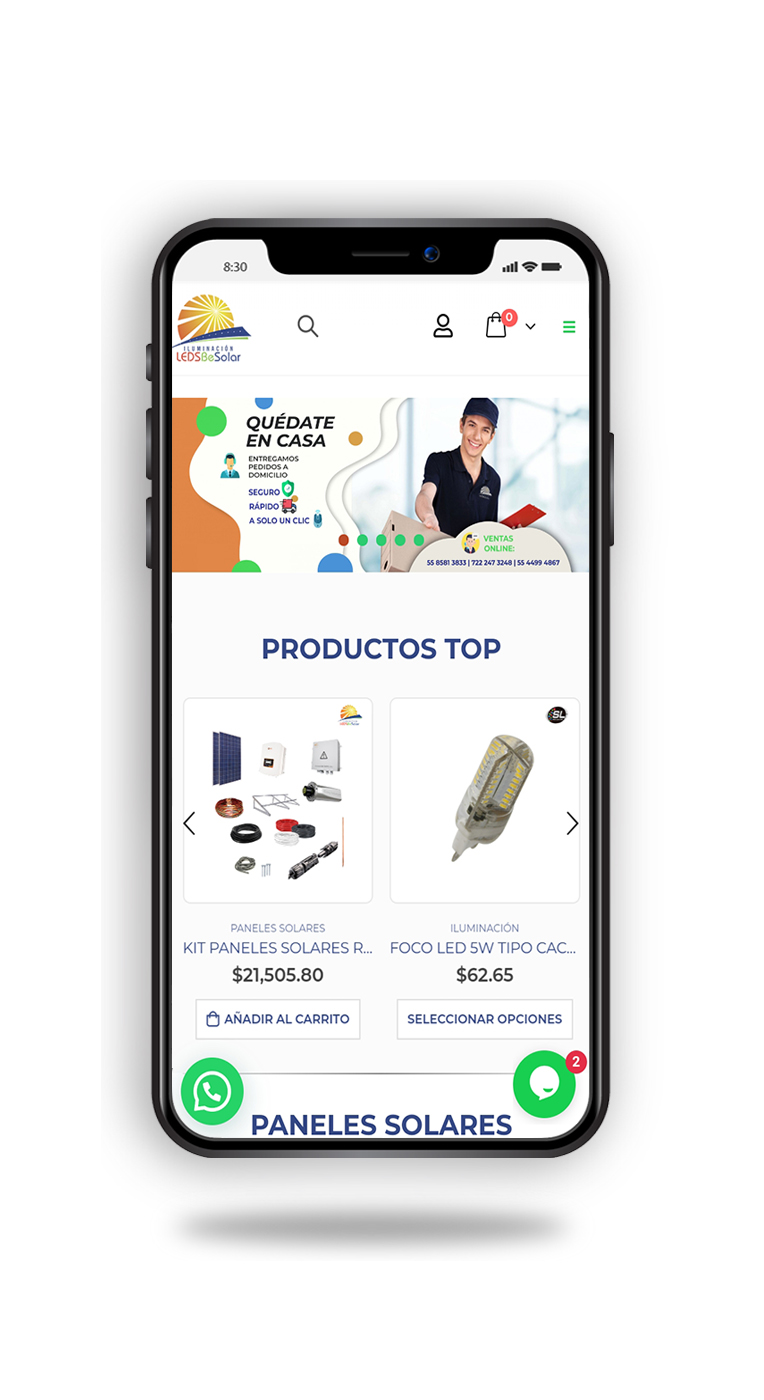 8:30
0
ILUMINACIÓN
LEDSBeSolar
QUÉDATE
EN CASA
ENTREGAMOS
PEDIDOS A
DOMICILIO
SEGURO
RÁPIDO
A SOLO UN CLIC
VENTAS
ONLINE:
55 8581 3833 | 722 247 3248 | 55 4499 4867
PRODUCTOS TOP
SL
PANELES SOLARES
KIT PANELES SOLARES R...
$21,505.80
AÑADIR AL CARRITO
ILUMINACIÓN
FOCO LED 5W TIPO CAC...
$62.65
SELECCIONAR OPCIONES
2
PANELES SOLARES